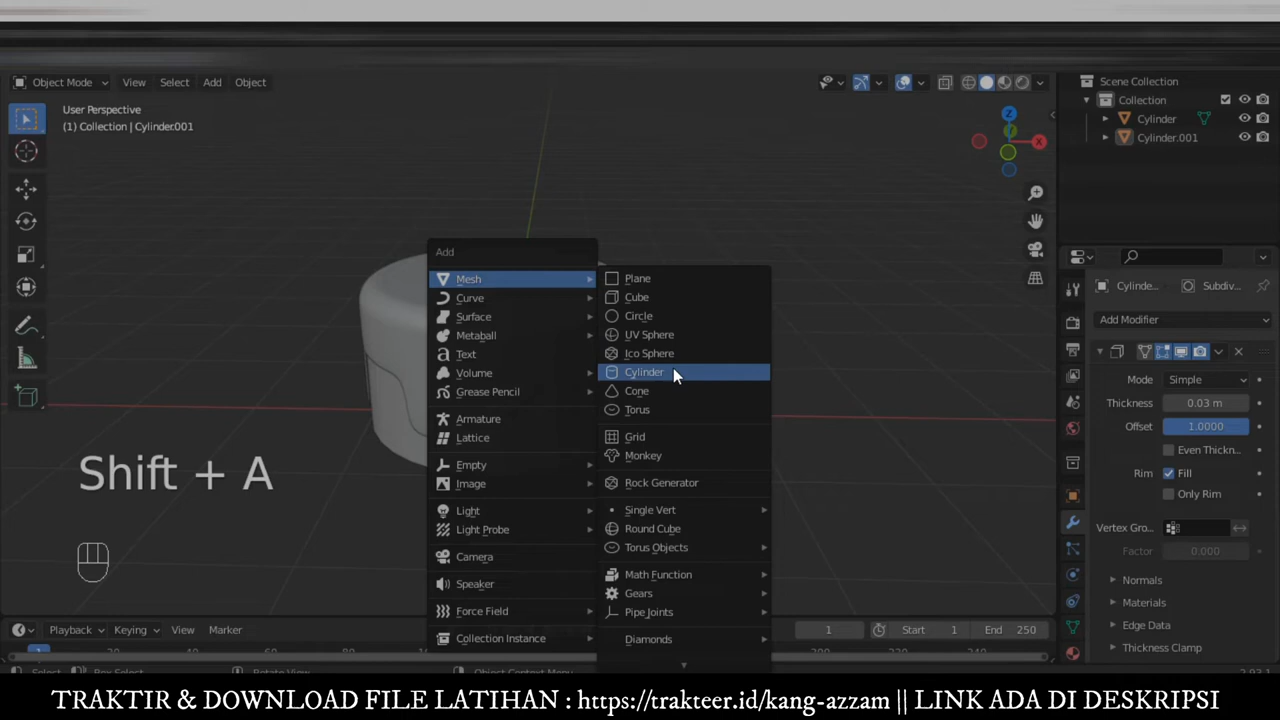 Object Mode View Select Add Object
User Perspective
(1) Collection | Cylinder.001
Scene Collection
Collection
Cylinder
Cylinder.001
Add
Mesh
Curve
Surface
Metaball
Text
Volume
Grease Pencil
Armature
Lattice
Empty
Image
Light
Light Probe
Camera
Speaker
Force Field
Collection Instance
Plane
Cube
Circle
UV Sphere
Ico Sphere
Cylinder
Cone
Torus
Grid
Monkey
Rock Generator
Single Vert
Round Cube
Torus Objects
Math Function
Gears
Pipe Joints
Diamonds
Z
X
Shift + A
Cylinde... Subdiv...
Add Modifier
Mode Simple
Thickness 0.03 m
Offset 1.0000
Even Thickn...
Rim Fill
Only Rim
Vertex Gro...
Factor 0.000
Normals
Materials
Edge Data
Thickness Clamp
Playback Keying View Marker 1 Start 1 End 250
TRAKTIR & DOWNLOAD FILE LATIHAN : https://trakteer.id/kang-azzam || LINK ADA DI DESKRIPSI